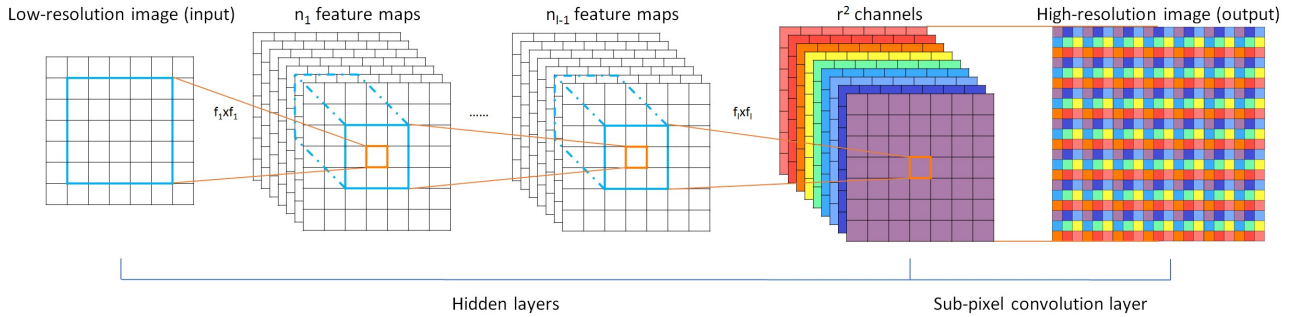 Low-resolution image (input)
n₁ feature maps
nₗ₋₁ feature maps
r² channels
High-resolution image (output)
f₁xf₁
......
fₗxfₗ
Hidden layers
Sub-pixel convolution layer